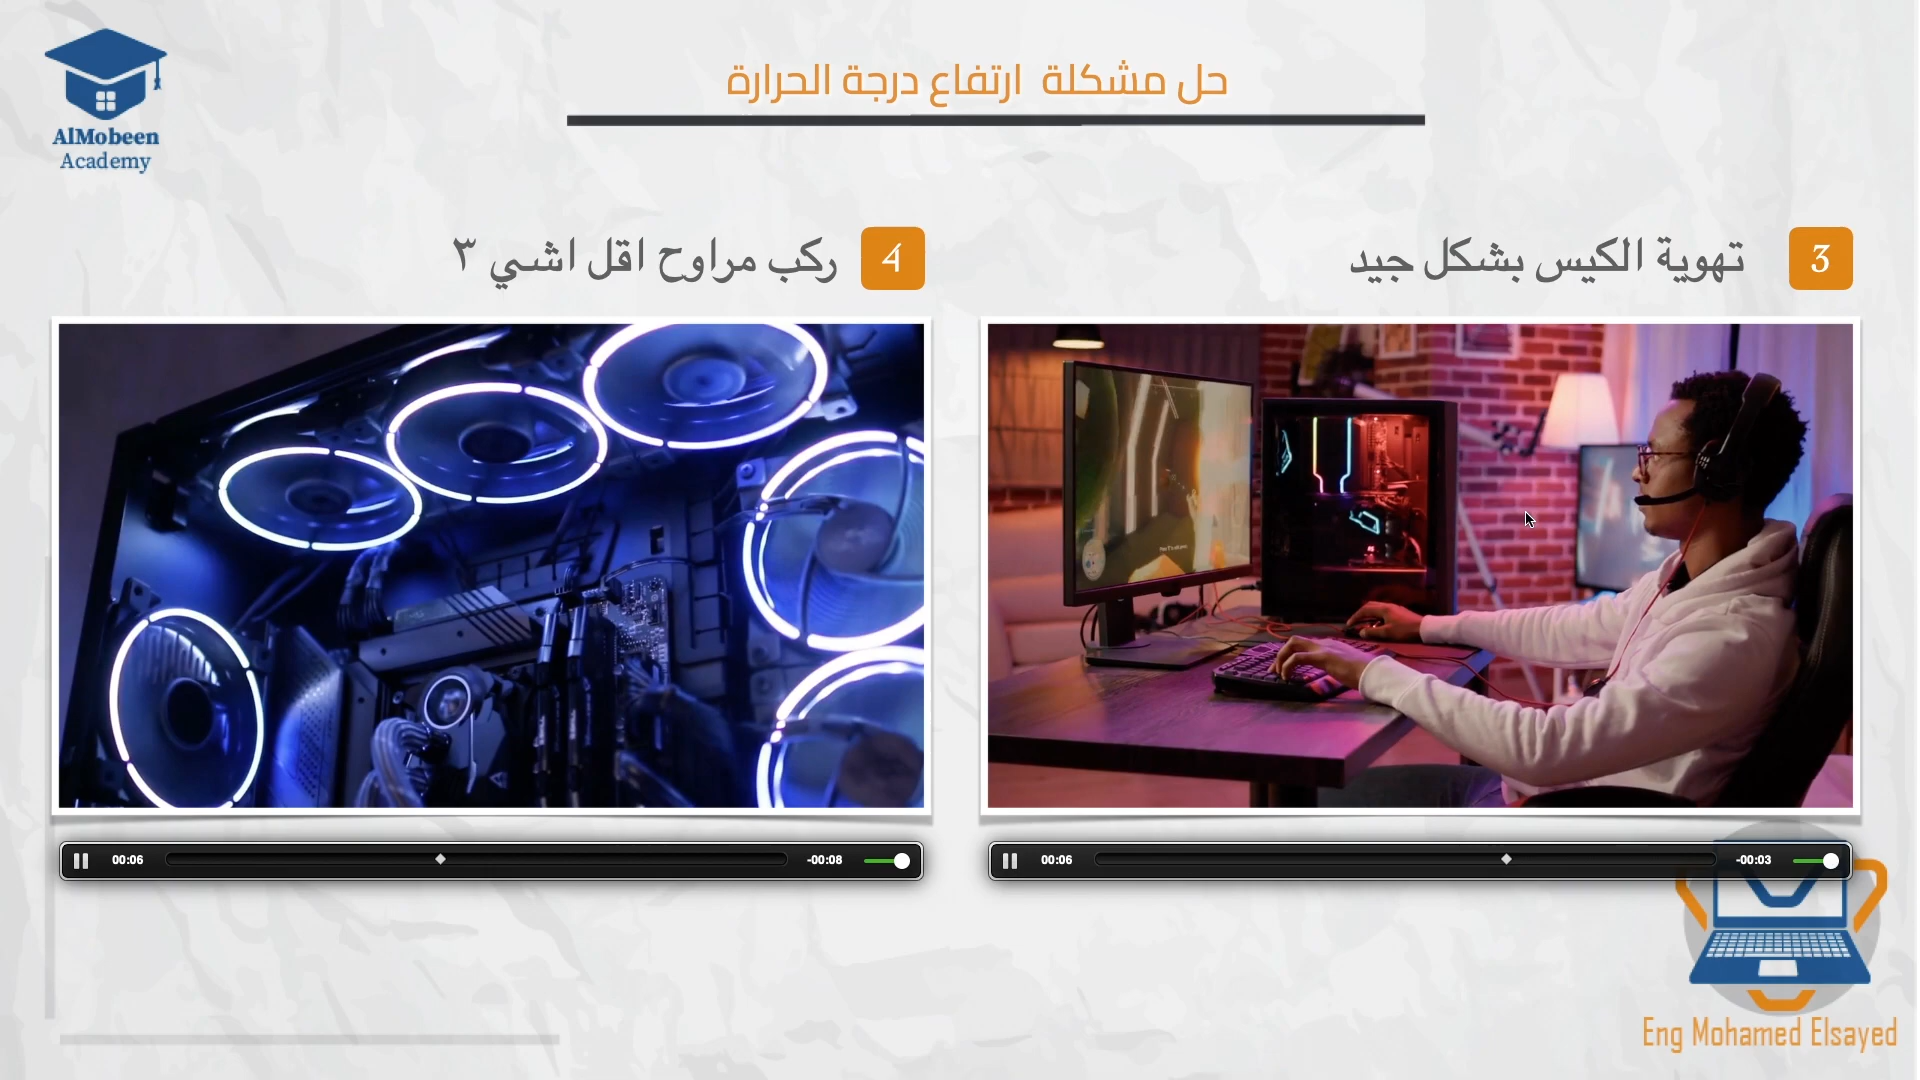 AlMobeen
Academy
حل مشكلة ارتفاع درجة الحرارة
3 تهوية الكيس بشكل جيد
4 ركب مراوح اقل اشي ٣
00:06 -00:03
00:06 -00:08
Eng Mohamed Elsayed